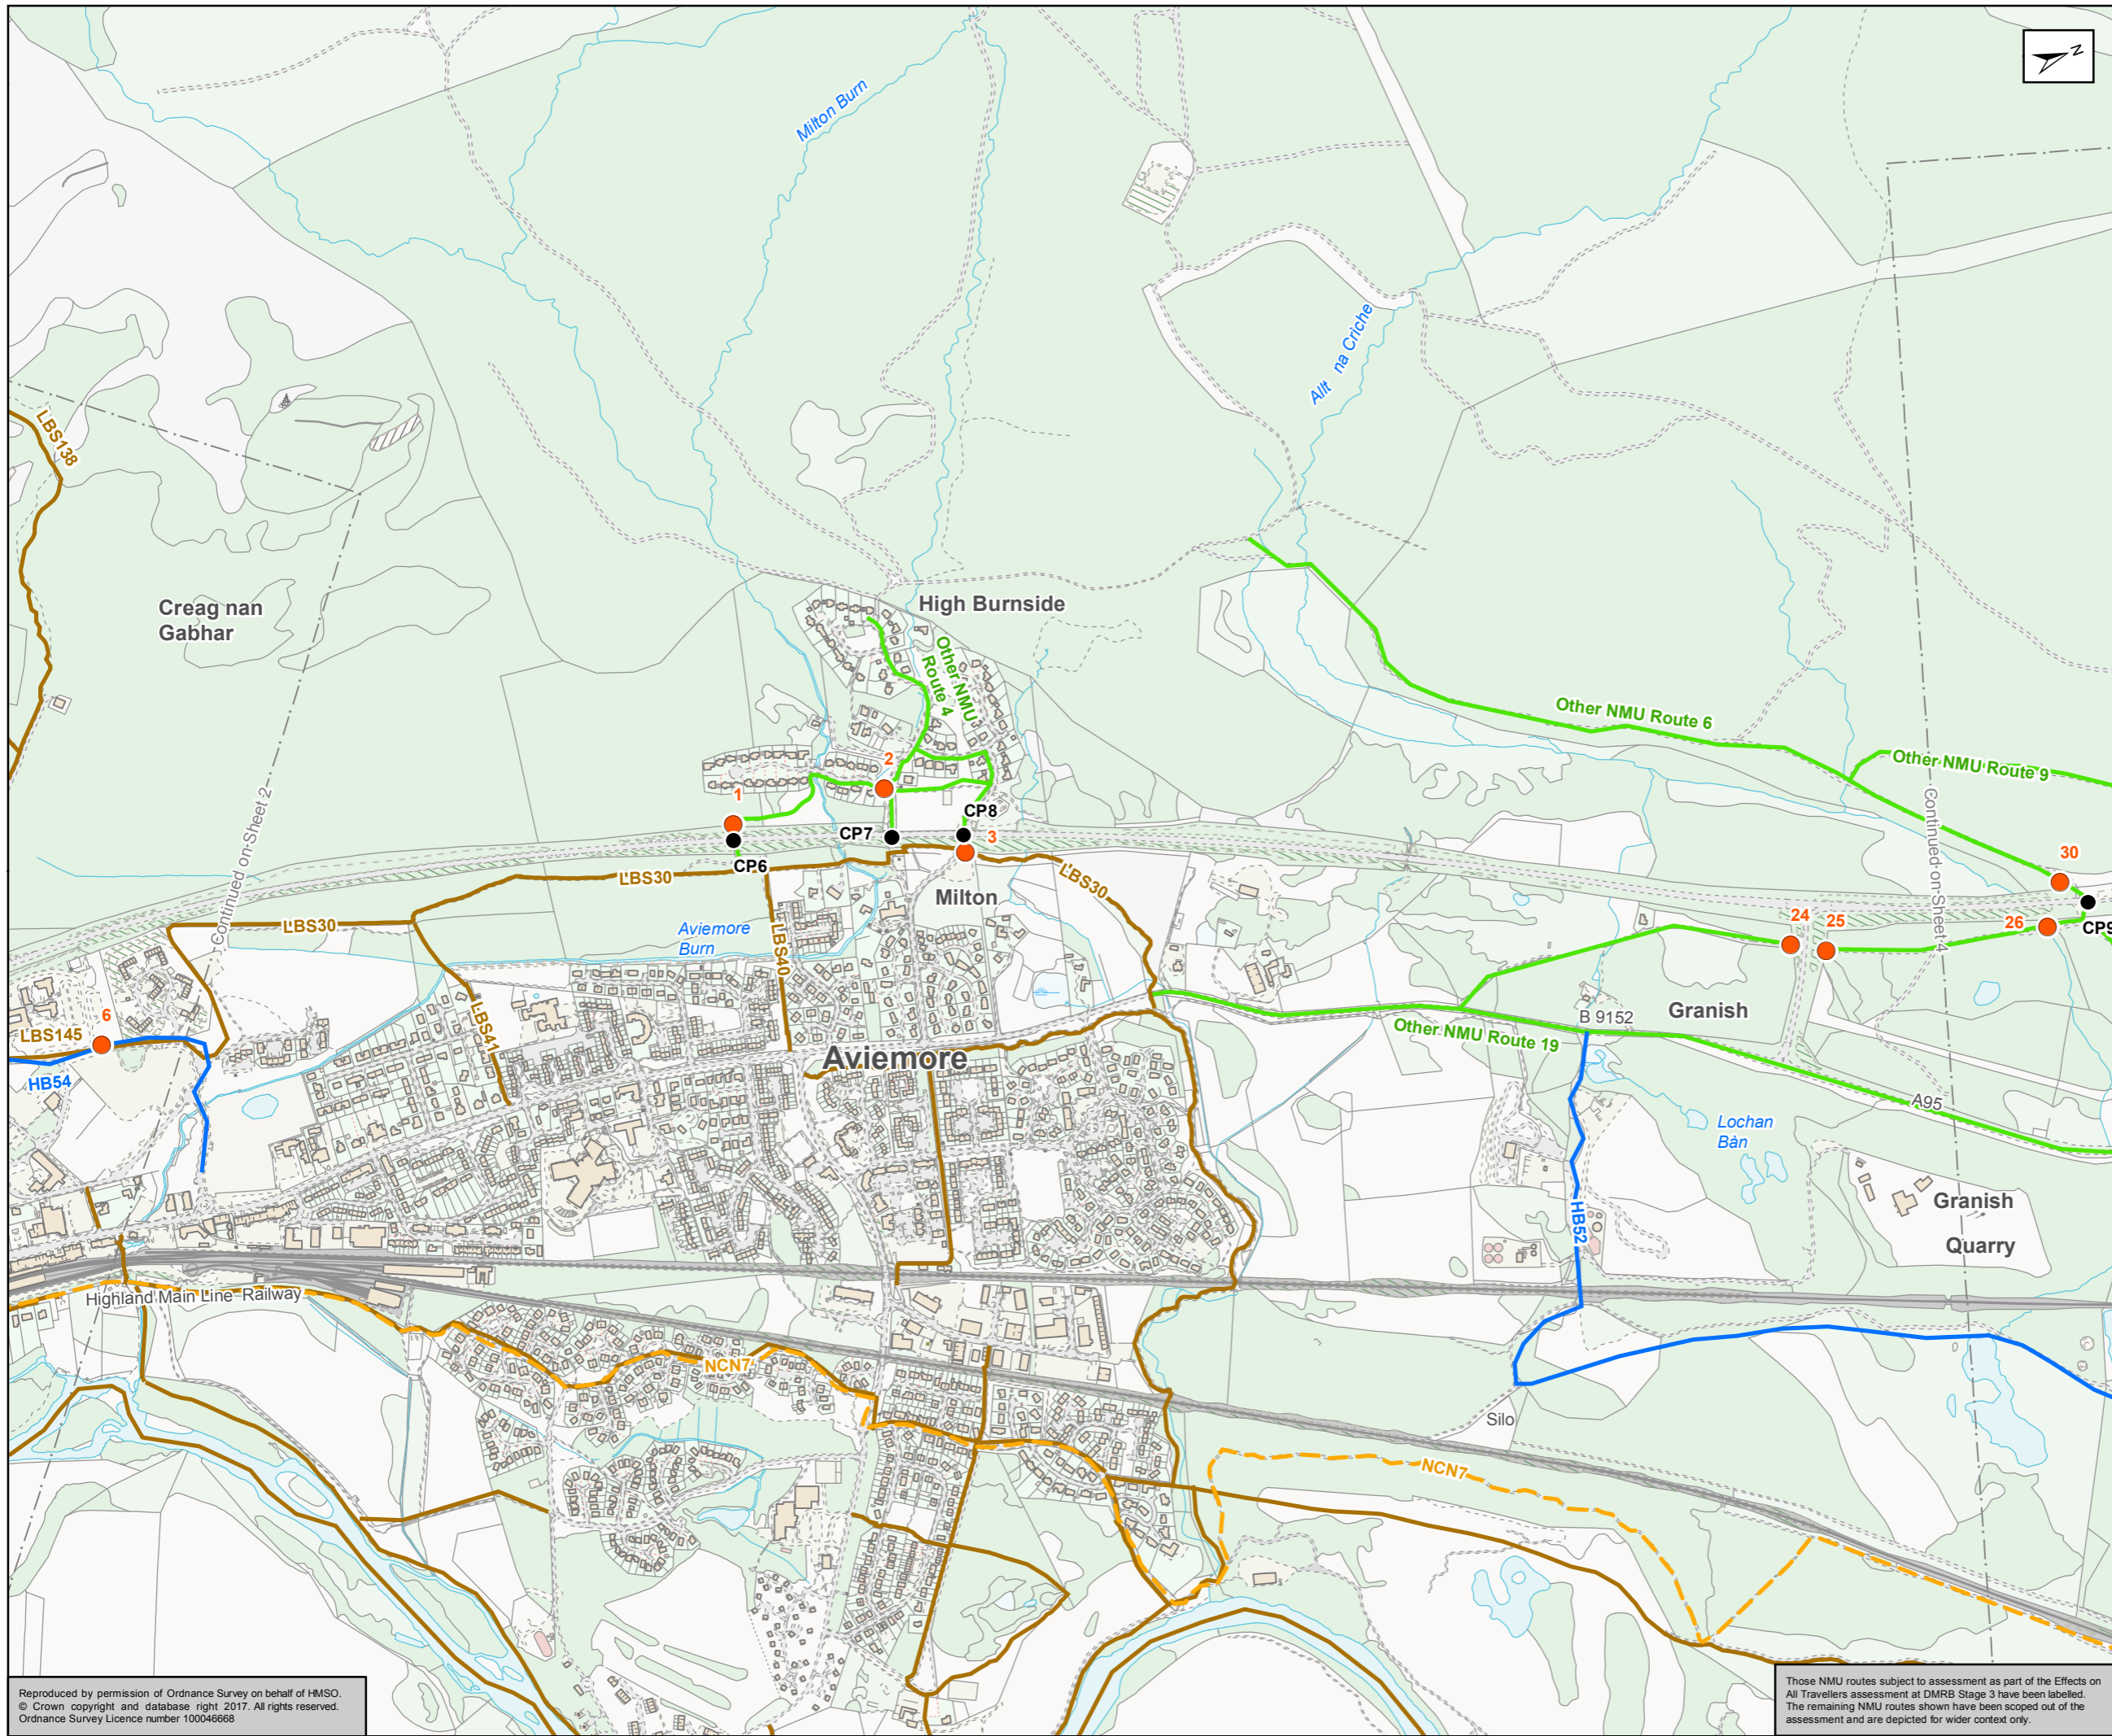 N
Milton Burn
Allt na Criche
LBS138
Creag nan
Gabhar
High Burnside
Other NMU
Route 4
Other NMU Route 6
Other NMU Route 9
2
1
CP8
CP7
3
CP6
30
CP9
Continued on Sheet 2
Continued on Sheet 4
LBS30
LBS30
LBS30
Milton
24
25
26
Aviemore
Burn
LBS40
LBS41
Granish
B 9152
Other NMU Route 19
6
LBS145
HB54
Aviemore
A95
Lochan
Bàn
HB52
Granish
Quarry
Highland Main Line Railway
NCN7
Silo
NCN7
Reproduced by permission of Ordnance Survey on behalf of HMSO.
© Crown copyright and database right 2017. All rights reserved.
Ordnance Survey Licence number 100046668
Those NMU routes subject to assessment as part of the Effects on
All Travellers assessment at DMRB Stage 3 have been labelled.
The remaining NMU routes shown have been scoped out of the
assessment and are depicted for wider context only.